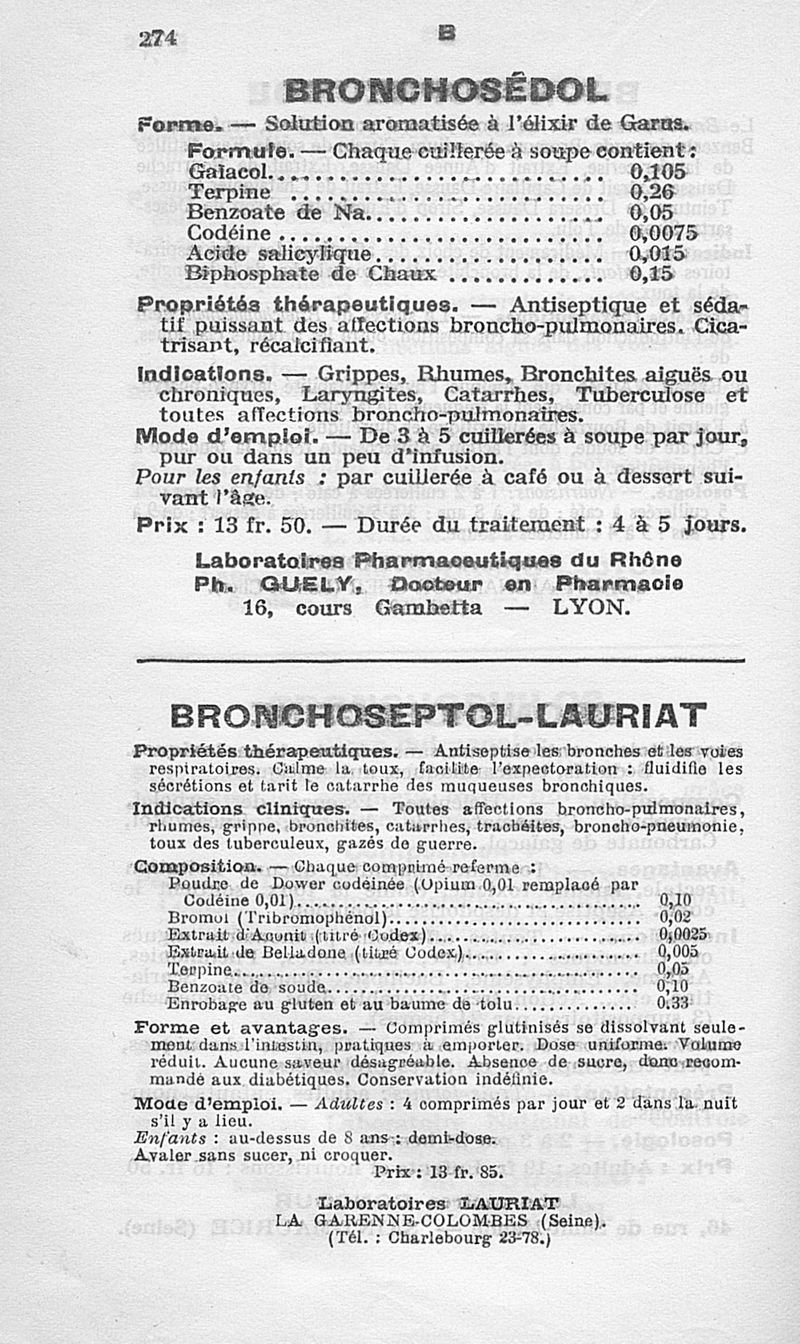 274
B
BRONCHOSÉDOL
Forme. — Solution aromatisée à l'élixir de Garus.
Formule. — Chaque cuillerée à soupe contient :
Gaïacol........................ 0,105
Terpine ........................ 0,26
Benzoate de Na.................. 0,05
Codéine ........................ 0,0075
Acide salicylique................ 0,015
Biphosphate de Chaux ............ 0,15
Propriétés thérapeutiques. — Antiseptique et séda-
tif puissant des affections broncho-pulmonaires. Cica-
trisant, récalcifiant.
Indications. — Grippes, Rhumes, Bronchites aiguës ou
chroniques, Laryngites, Catarrhes, Tuberculose et
toutes affections broncho-pulmonaires.
Mode d'emploi. — De 3 à 5 cuillerées à soupe par jour,
pur ou dans un peu d'infusion.
Pour les enfants : par cuillerée à café ou à dessert sui-
vant l'âge.
Prix : 13 fr. 50. — Durée du traitement : 4 à 5 jours.
Laboratoires Pharmaceutiques du Rhône
Ph. GUELY, Docteur en Pharmacie
16, cours Gambetta — LYON.
BRONCHOSEPTOL-LAURIAT
Propriétés thérapeutiques. — Antiseptise les bronches et les voies
respiratoires. Calme la toux, facilite l'expectoration : fluidifie les
sécrétions et tarit le catarrhe des muqueuses bronchiques.
Indications cliniques. — Toutes affections broncho-pulmonaires,
rhumes, grippe, bronchites, catarrhes, trachéites, broncho-pneumonie,
toux des tuberculeux, gazés de guerre.
Composition. — Chaque comprimé referme :
Poudre de Dower codéinée (Opium 0,01 remplacé par
Codéine 0,01)........................ 0,10
Bromol (Tribromophénol)........................ 0,02
Extrait d'Aconit (titré Codex)........................ 0,0025
Extrait de Belladone (titré Codex)........................ 0,005
Terpine........................ 0,05
Benzoate de soude........................ 0,10
Enrobage au gluten et au baume de tolu............... 0.33
Forme et avantages. — Comprimés glutinisés se dissolvant seule-
ment dans l'intestin, pratiques à emporter. Dose uniforme. Volume
réduit. Aucune saveur désagréable. Absence de sucre, donc recom-
mandé aux diabétiques. Conservation indéfinie.
Mode d'emploi. — Adultes : 4 comprimés par jour et 2 dans la nuit
s'il y a lieu.
Enfants : au-dessus de 8 ans : demi-dose.
Avaler sans sucer, ni croquer.
Prix : 13 fr. 85.
Laboratoires LAURIAT
LA GARENNE-COLOMBES (Seine).
(Tél. : Charlebourg 23-78.)